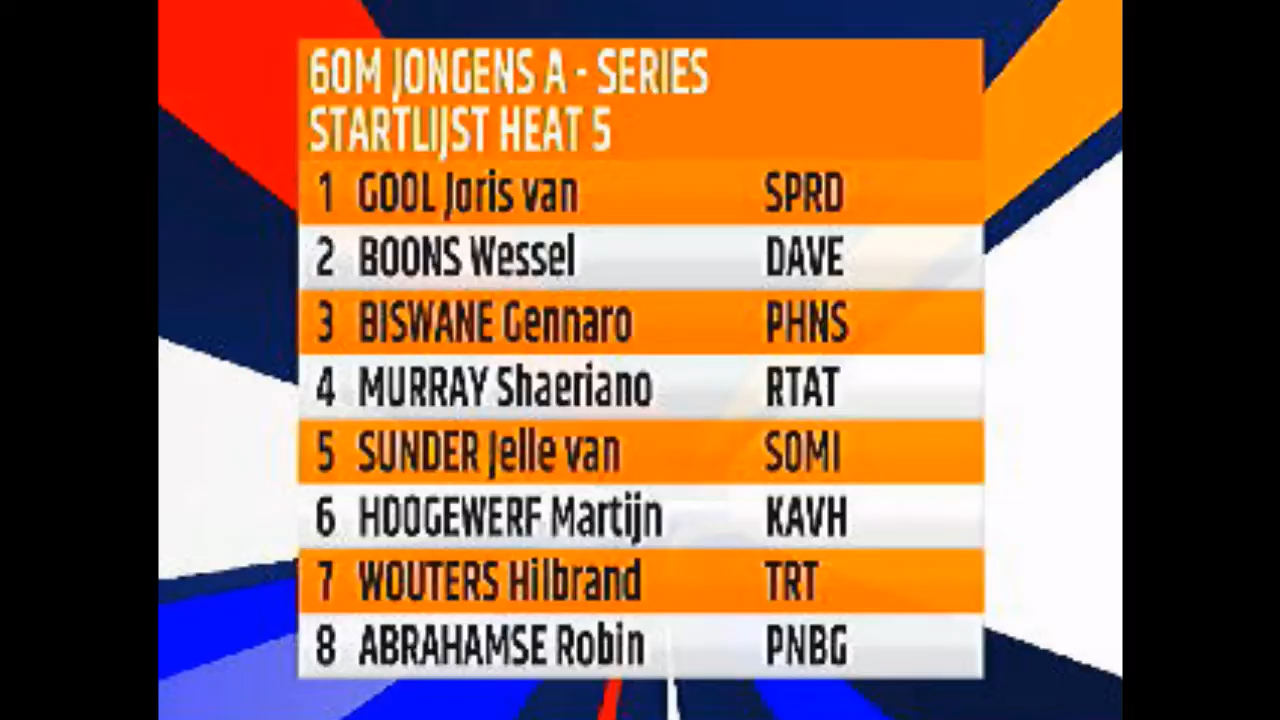 60M JONGENS A - SERIES
STARTLIJST HEAT 5
1 GOOL Joris van SPRD
2 BOONS Wessel DAVE
3 BISWANE Gennaro PHNS
4 MURRAY Shaeriano RTAT
5 SUNDER Jelle van SOMI
6 HOOGEWERF Martijn KAVH
7 WOUTERS Hilbrand TRT
8 ABRAHAMSE Robin PNBG